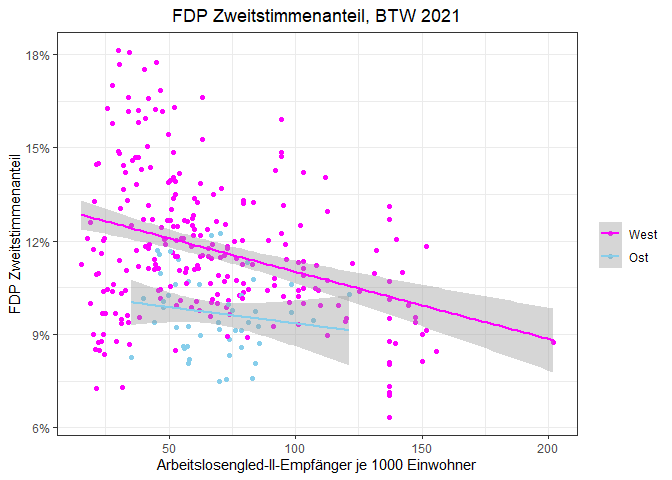 FDP Zweitstimmenanteil, BTW 2021
FDP Zweitstimmenanteil
18%
15%
12%
9%
6%
50
100
150
200
Arbeitslosengled-II-Empfänger je 1000 Einwohner
West
Ost